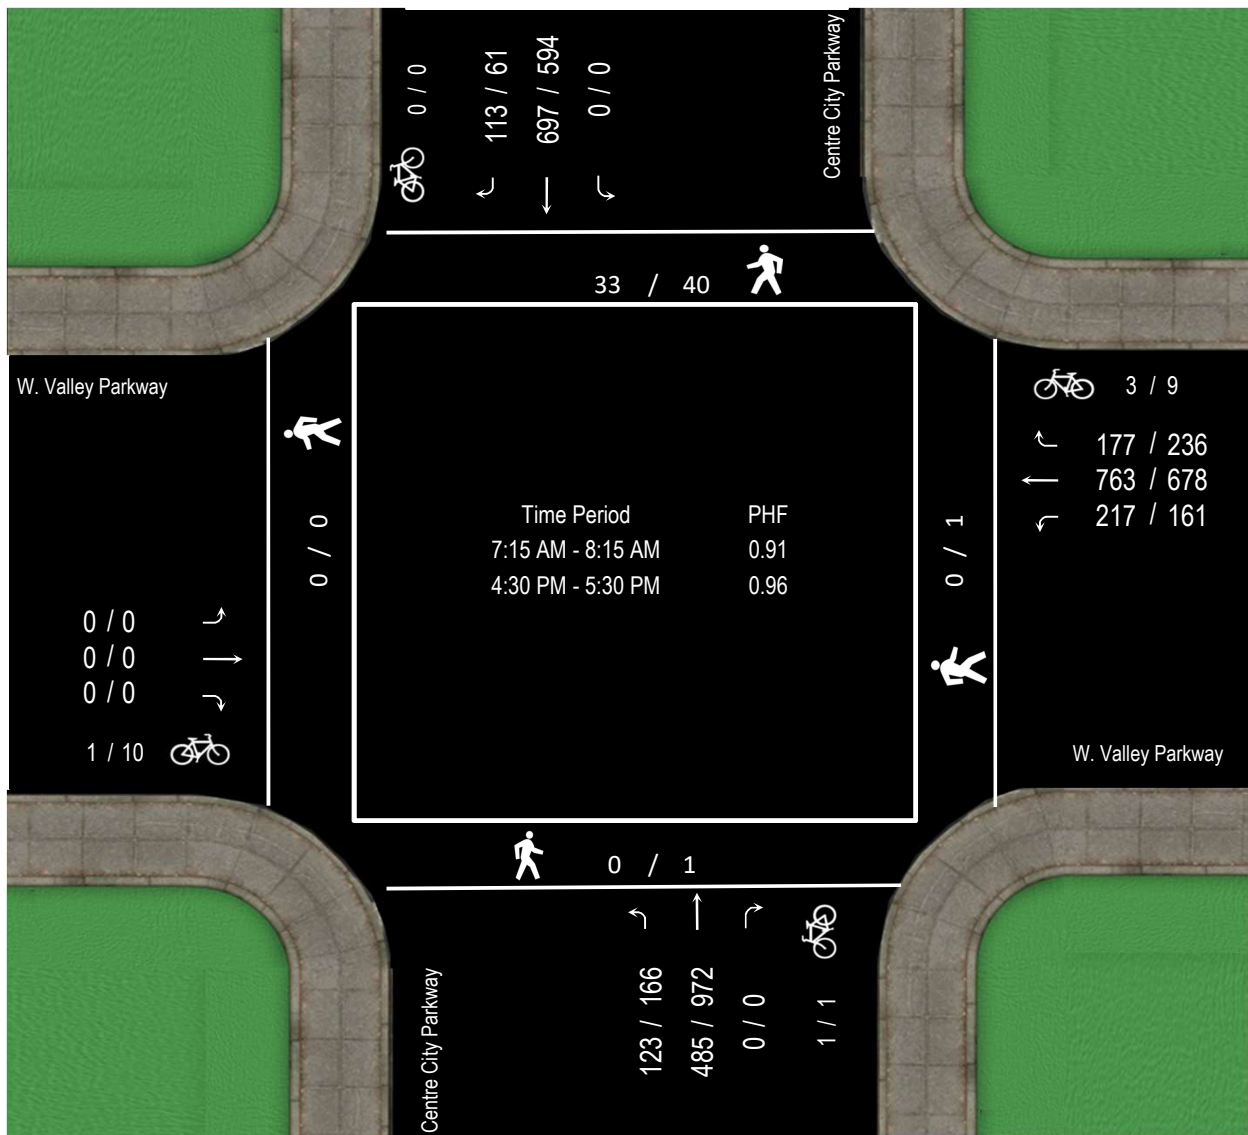 0 / 0
113 / 61
697 / 594
0 / 0
Centre City Parkway
33 / 40
W. Valley Parkway
3 / 9
177 / 236
763 / 678
217 / 161
0 / 0
Time Period PHF
7:15 AM - 8:15 AM 0.91
4:30 PM - 5:30 PM 0.96
0 / 1
0 / 0
0 / 0
0 / 0
1 / 10
W. Valley Parkway
0 / 1
Centre City Parkway
123 / 166
485 / 972
0 / 0
1 / 1